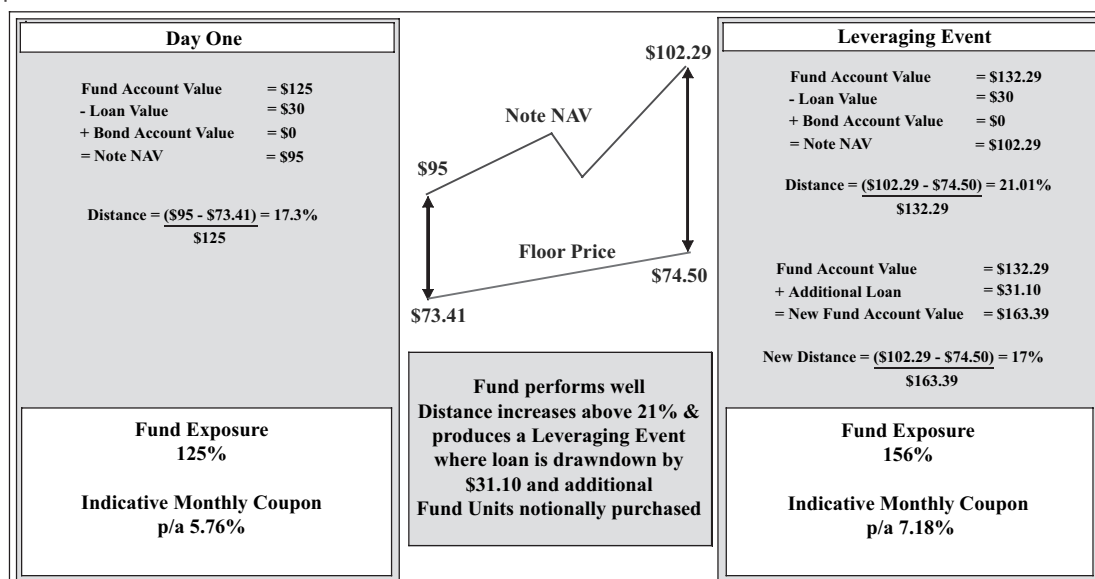 Day One
Fund Account Value = $125
- Loan Value = $30
+ Bond Account Value = $0
= Note NAV = $95
Distance = ($95 - $73.41) = 17.3%
$125
Fund Exposure
125%
Indicative Monthly Coupon
p/a 5.76%
$102.29
Note NAV
$95
Floor Price
$74.50
$73.41
Fund performs well
Distance increases above 21% &
produces a Leveraging Event
where loan is drawndown by
$31.10 and additional
Fund Units notionally purchased
Leveraging Event
Fund Account Value = $132.29
- Loan Value = $30
+ Bond Account Value = $0
= Note NAV = $102.29
Distance = ($102.29 - $74.50) = 21.01%
$132.29
Fund Account Value = $132.29
+ Additional Loan = $31.10
= New Fund Account Value = $163.39
New Distance = ($102.29 - $74.50) = 17%
$163.39
Fund Exposure
156%
Indicative Monthly Coupon
p/a 7.18%